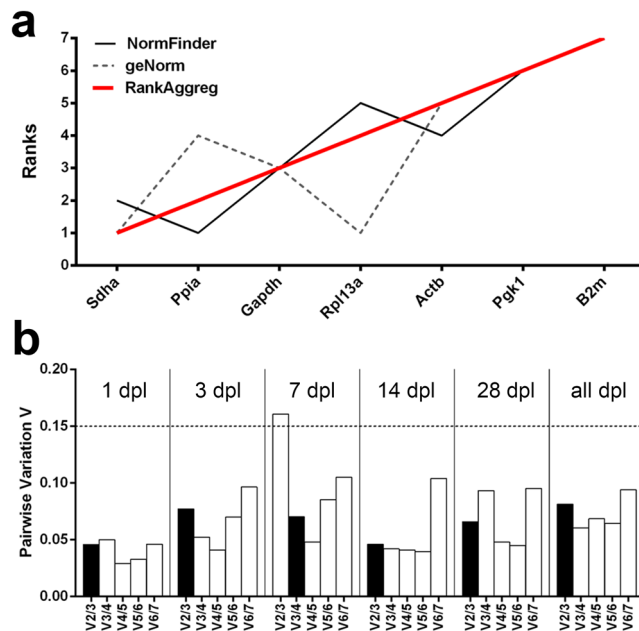 a
Ranks
7
6
5
4
3
2
1
0
NormFinder
geNorm
RankAggreg
Sdha
Ppia
Gapdh
Rpl13a
Actb
Pgk1
B2m
b
Pairwise Variation V
0.20
0.15
0.10
0.05
0.00
1 dpl
3 dpl
7 dpl
14 dpl
28 dpl
all dpl
V2/3
V3/4
V4/5
V5/6
V6/7
V2/3
V3/4
V4/5
V5/6
V6/7
V2/3
V3/4
V4/5
V5/6
V6/7
V2/3
V3/4
V4/5
V5/6
V6/7
V2/3
V3/4
V4/5
V5/6
V6/7
V2/3
V3/4
V4/5
V5/6
V6/7